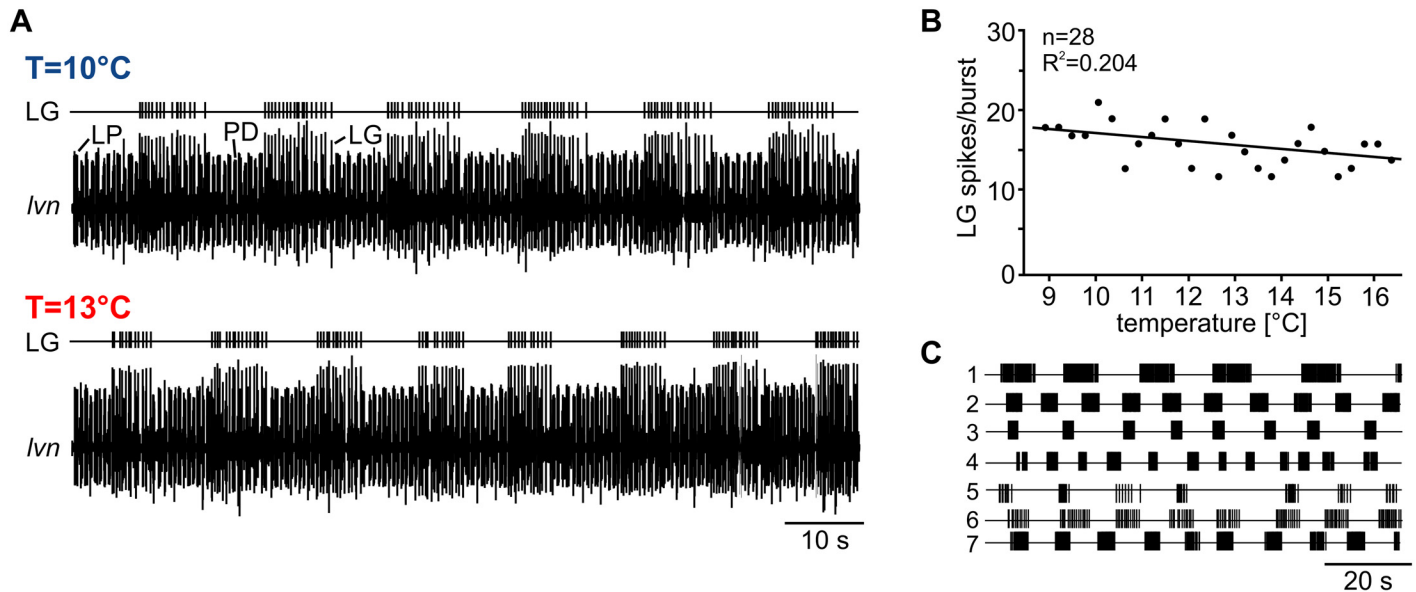 A
T=10°C
LG
LP
PD
LG
lvn
T=13°C
LG
lvn
10 s
B
n=28
R²=0.204
30
20
10
0
LG spikes/burst
9 10 11 12 13 14 15 16
temperature [°C]
C
1
2
3
4
5
6
7
20 s